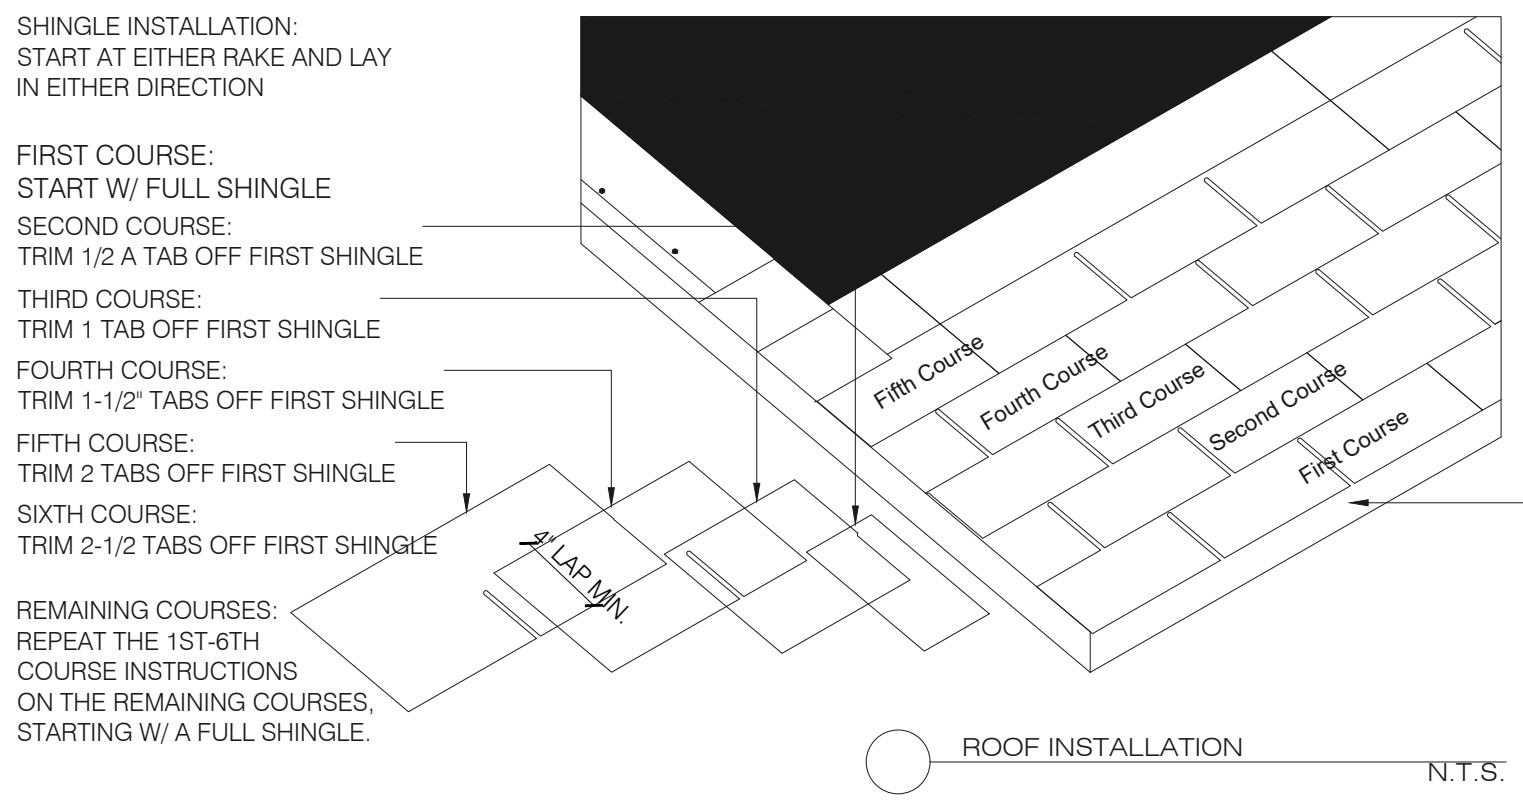 SHINGLE INSTALLATION:
START AT EITHER RAKE AND LAY
IN EITHER DIRECTION
FIRST COURSE:
START W/ FULL SHINGLE
SECOND COURSE:
TRIM 1/2 A TAB OFF FIRST SHINGLE
THIRD COURSE:
TRIM 1 TAB OFF FIRST SHINGLE
FOURTH COURSE:
TRIM 1-1/2" TABS OFF FIRST SHINGLE
FIFTH COURSE:
TRIM 2 TABS OFF FIRST SHINGLE
SIXTH COURSE:
TRIM 2-1/2 TABS OFF FIRST SHINGLE
REMAINING COURSES:
REPEAT THE 1ST-6TH
COURSE INSTRUCTIONS
ON THE REMAINING COURSES,
STARTING W/ A FULL SHINGLE.
4" LAP MIN.
Fifth Course
Fourth Course
Third Course
Second Course
First Course
ROOF INSTALLATION
N.T.S.